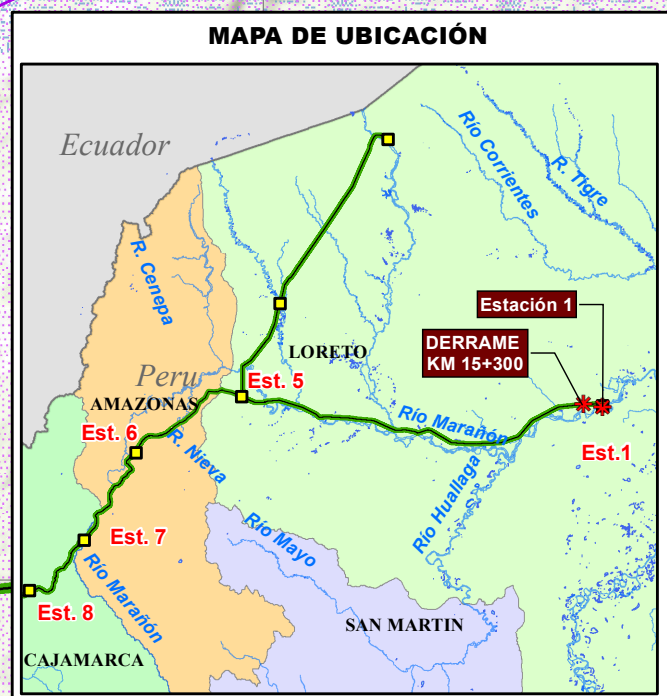 MAPA DE UBICACIÓN
Ecuador
Río Corrientes
R. Tigre
R. Cenepa
Estación 1
DERRAME
KM 15+300
LORETO
Peru
Est. 5
AMAZONAS
Río Marañón
Est. 6
Est.1
R. Nieva
Río Huallaga
Río Mayo
Est. 7
Río Marañón
Est. 8
SAN MARTIN
CAJAMARCA